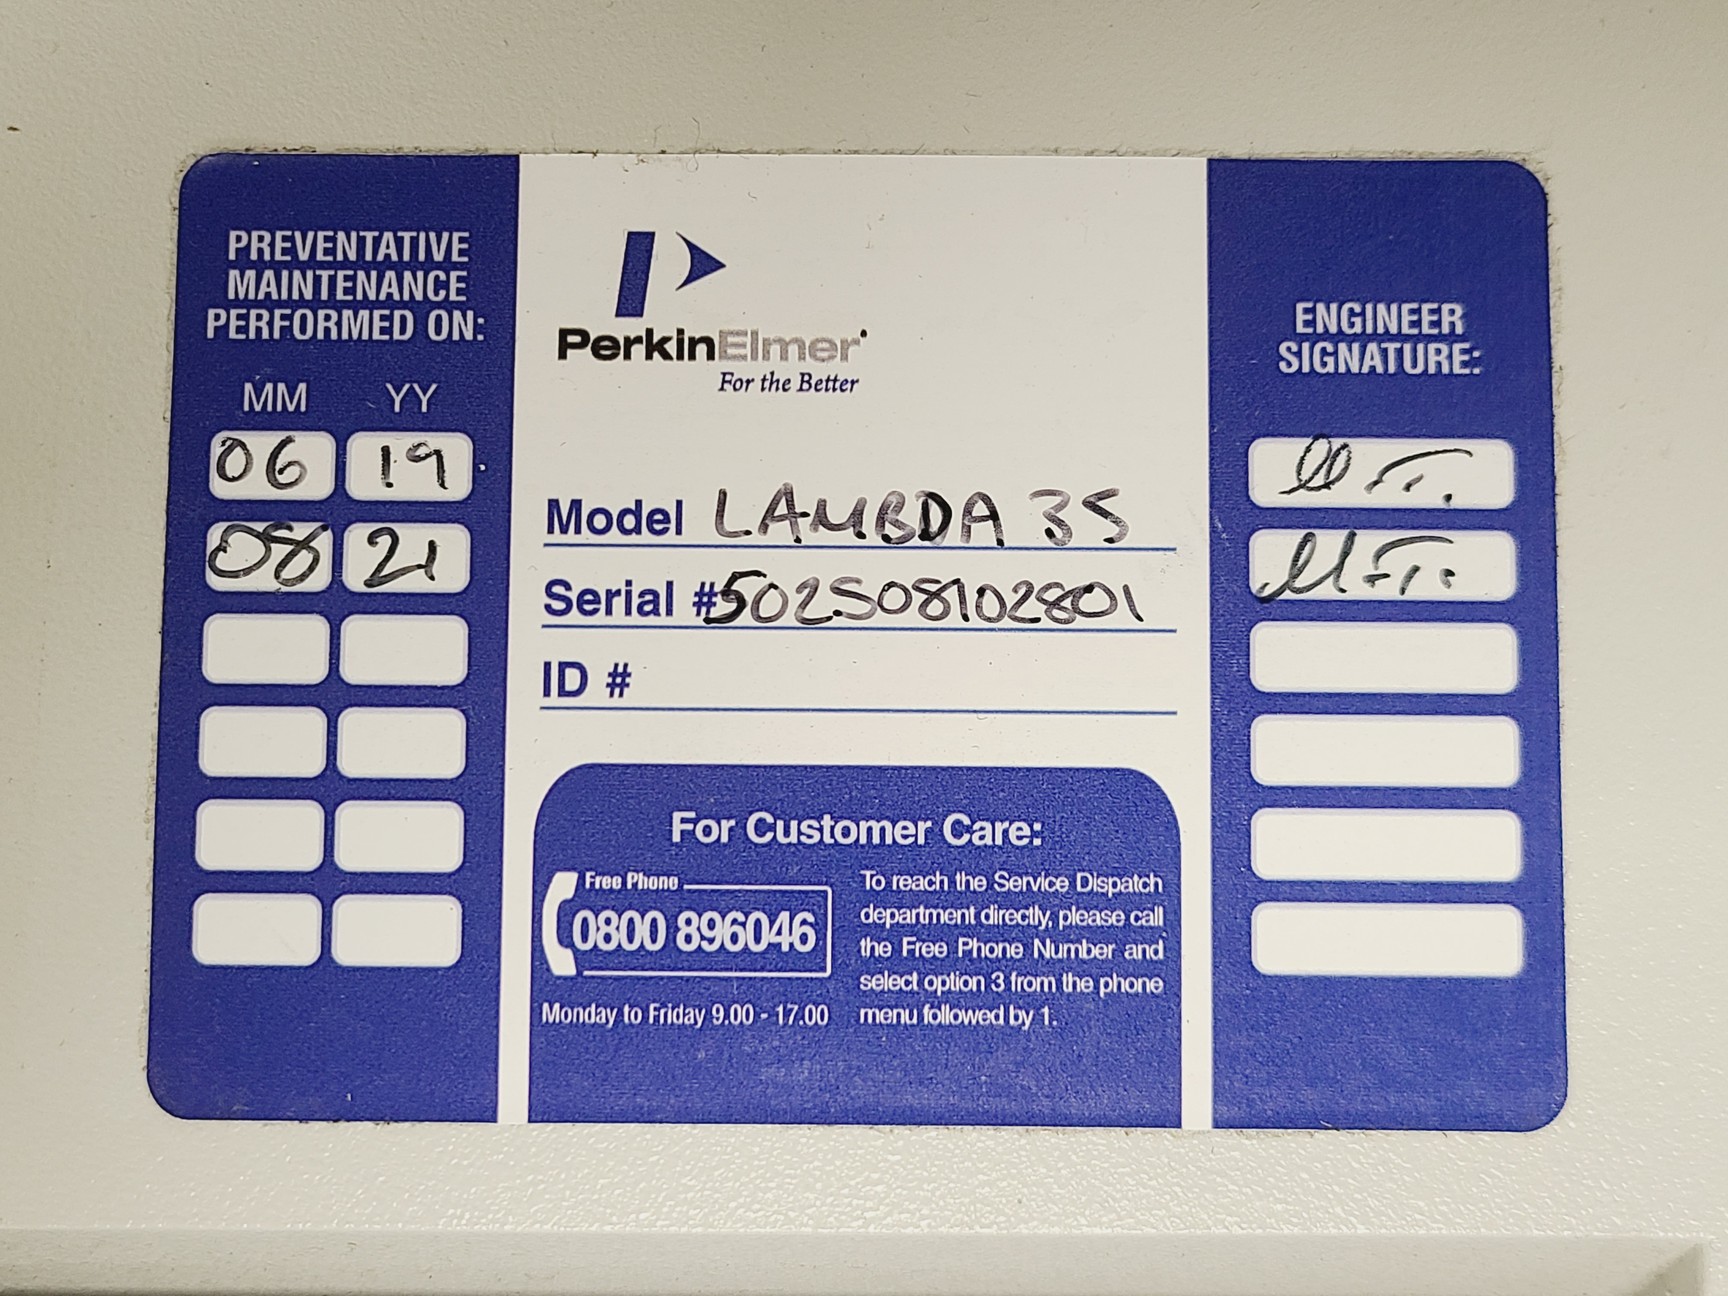 PREVENTATIVE
MAINTENANCE
PERFORMED ON:
MM YY
06 19
08 21
PerkinElmer
For the Better
Model LAMBDA 35
Serial #502S08102801
ID #
For Customer Care:
Free Phone
0800 896046
Monday to Friday 9.00 - 17.00
To reach the Service Dispatch
department directly, please call
the Free Phone Number and
select option 3 from the phone
menu followed by 1.
ENGINEER
SIGNATURE: